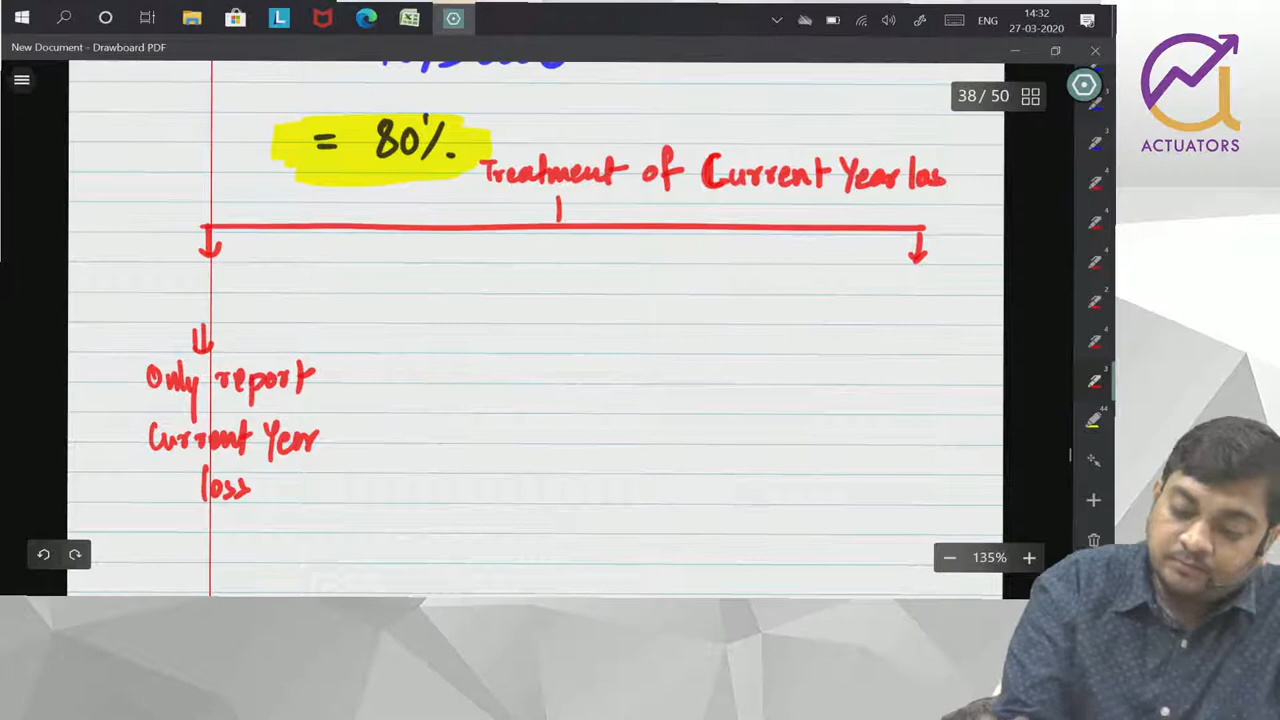 14:32
ENG
27-03-2020
New Document - Drawboard PDF
38 / 50
= 80%.
Treatment of Current Year loss
Only report
Current Year
loss
135%
ACTUATORS